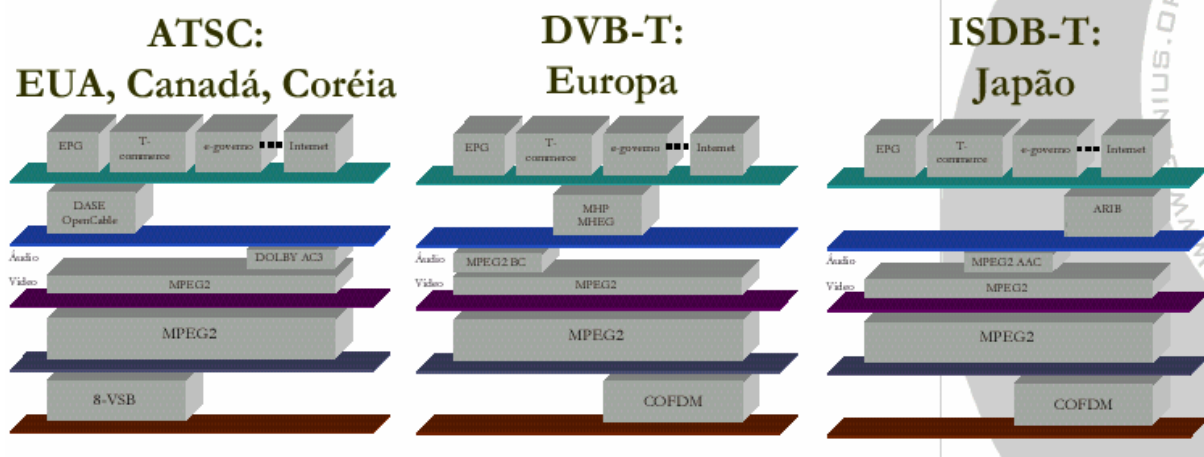 ATSC:
EUA, Canadá, Coréia
EPG
T-
commerce
e-governo
Internet
DASE
OpenCable
Áudio
DOLBY AC3
Vídeo
MPEG2
MPEG2
8-VSB
DVB-T:
Europa
EPG
T-
commerce
e-governo
Internet
MHP
MHEG
Áudio
MPEG2 BC
Vídeo
MPEG2
MPEG2
COFDM
ISDB-T:
Japão
EPG
T-
commerce
e-governo
Internet
ARIB
Áudio
MPEG2 AAC
Vídeo
MPEG2
MPEG2
COFDM